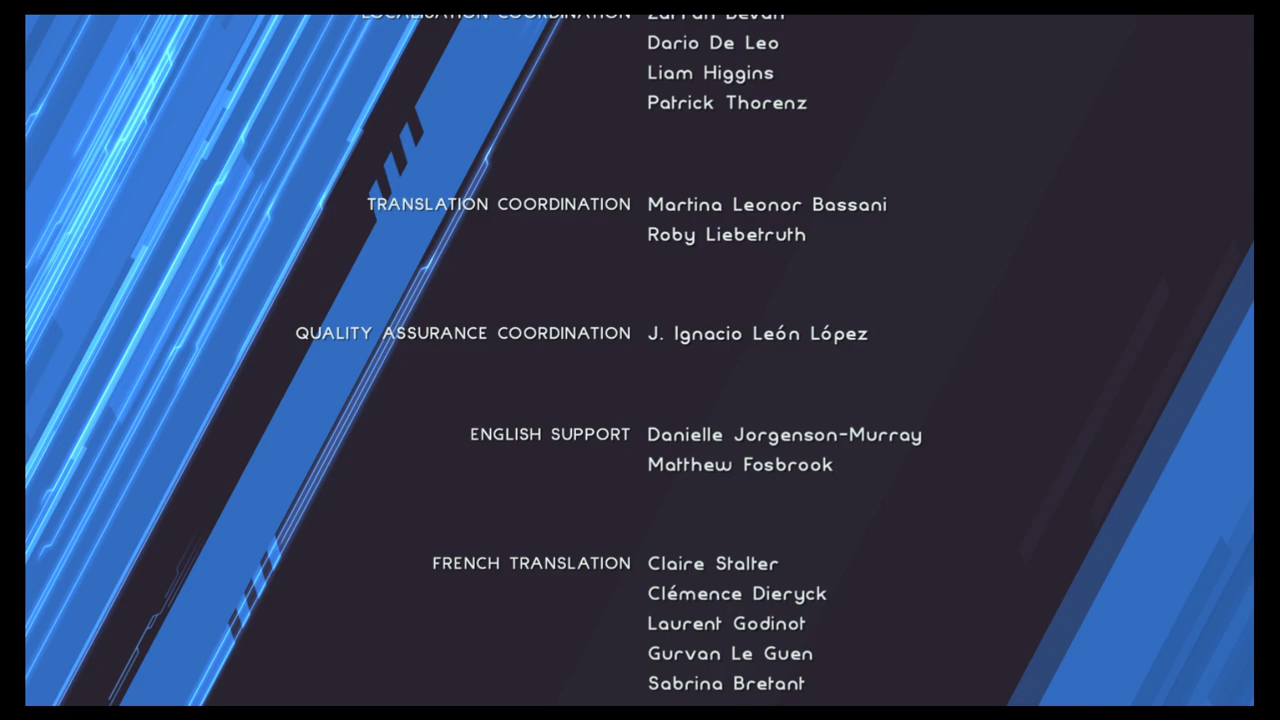 LOCALISATION COORDINATION
Dario De Leo
Liam Higgins
Patrick Thorenz
TRANSLATION COORDINATION Martina Leonor Bassani
Roby Liebetruth
QUALITY ASSURANCE COORDINATION J. Ignacio León López
ENGLISH SUPPORT Danielle Jorgenson-Murray
Matthew Fosbrook
FRENCH TRANSLATION Claire Stalter
Clémence Dieryck
Laurent Godinot
Gurvan Le Guen
Sabrina Bretant